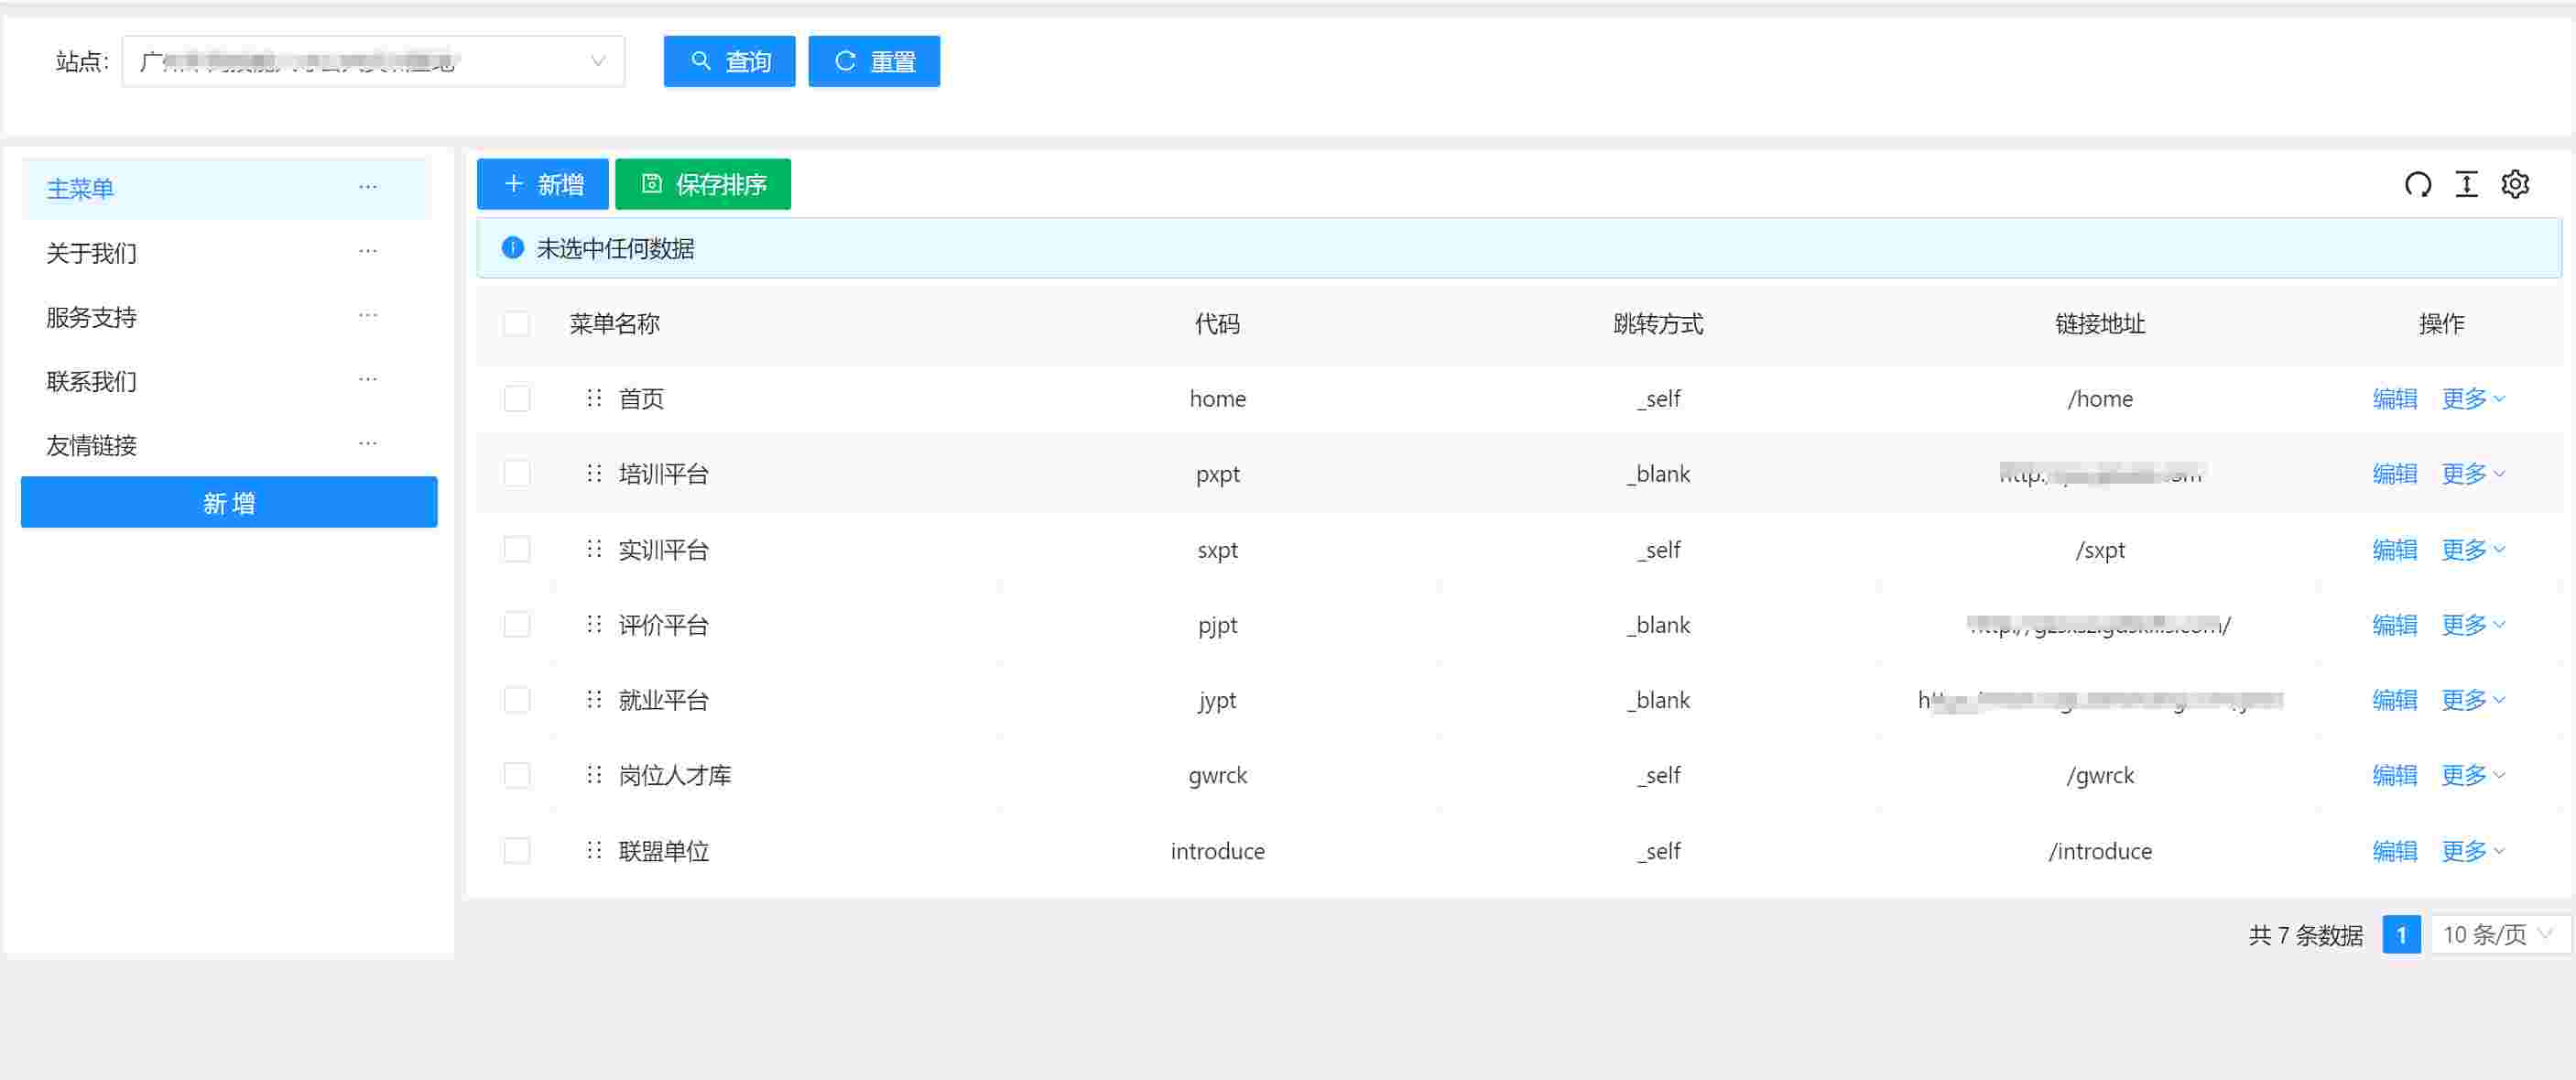 站点: 广 查询 重置
主菜单 ···
关于我们 ···
服务支持 ···
联系我们 ···
友情链接 ···
新 增
新增 保存排序
未选中任何数据
菜单名称 代码 跳转方式 链接地址 操作
首页 home _self /home 编辑 更多
培训平台 pxpt _blank 编辑 更多
实训平台 sxpt _self /sxpt 编辑 更多
评价平台 pjpt _blank 编辑 更多
就业平台 jypt _blank 编辑 更多
岗位人才库 gwrck _self /gwrck 编辑 更多
联盟单位 introduce _self /introduce 编辑 更多
共 7 条数据 1 10 条/页